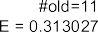 #old=11
E = 0.313027